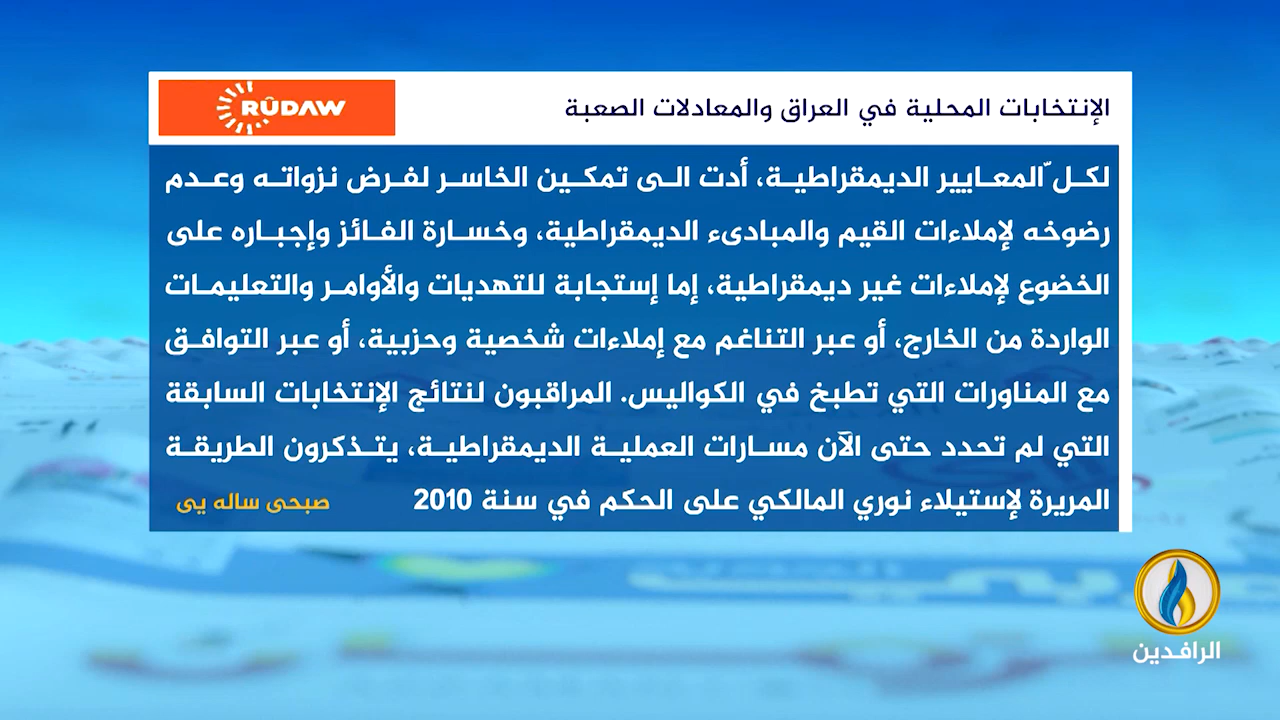 RÛDAW
الإنتخابات المحلية في العراق والمعادلات الصعبة
لكل ّالمعايير الديمقراطية، أدت الى تمكين الخاسر لفرض نزواته وعدم
رضوخه لإملاءات القيم والمبادىء الديمقراطية، وخسارة الفائز وإجباره على
الخضوع لإملاءات غير ديمقراطية، إما إستجابة للتهديات والأوامر والتعليمات
الواردة من الخارج، أو عبر التناغم مع إملاءات شخصية وحزبية، أو عبر التوافق
مع المناورات التي تطبخ في الكواليس. المراقبون لنتائج الإنتخابات السابقة
التي لم تحدد حتى الآن مسارات العملية الديمقراطية، يتذكرون الطريقة
المريرة لإستيلاء نوري المالكي على الحكم في سنة 2010
صبحى ساله يى
الرافدين